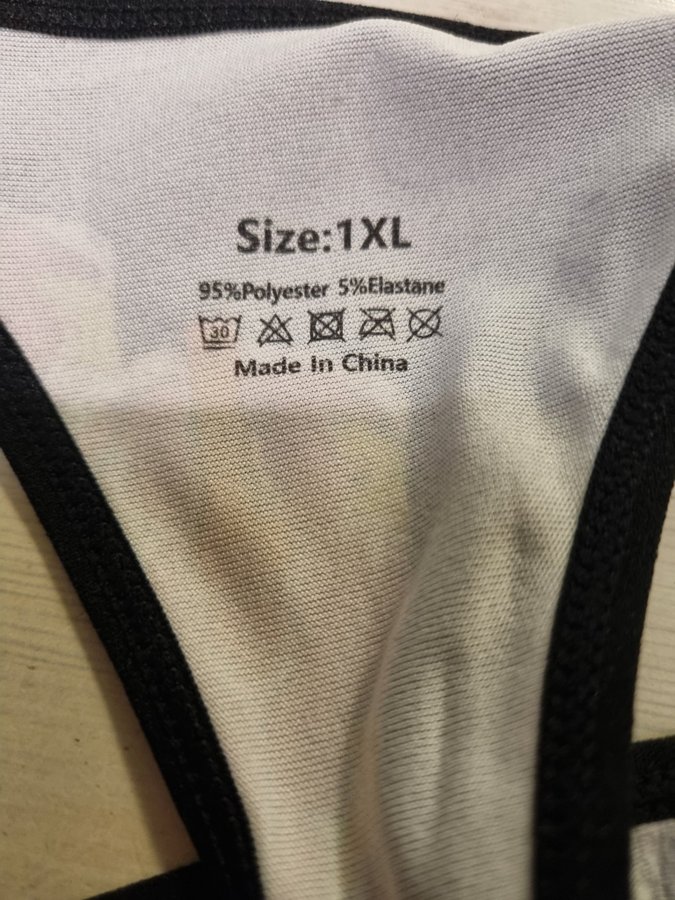 Size:1XL
95%Polyester 5%Elastane
30
Made In China